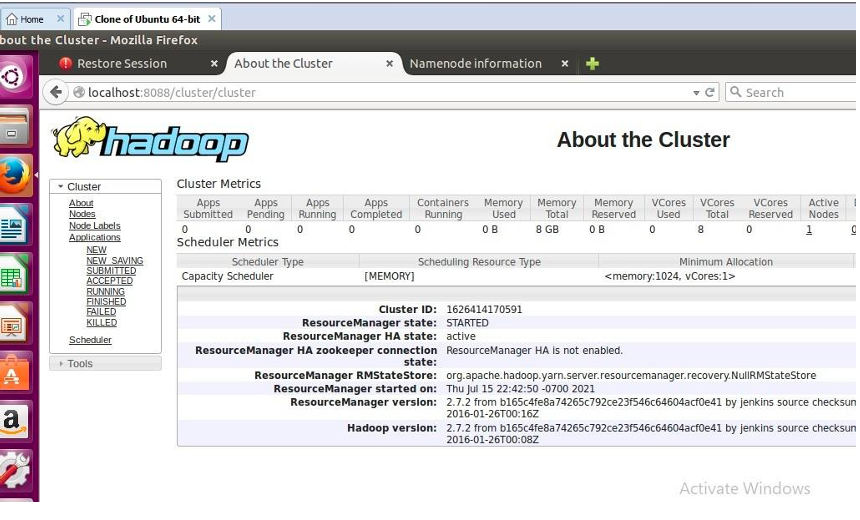 Home Clone of Ubuntu 64-bit
bout the Cluster - Mozilla Firefox
Restore Session About the Cluster Namenode information
localhost:8088/cluster/cluster Search
hadoop About the Cluster
Cluster
About
Nodes
Node Labels
Applications
NEW
NEW_SAVING
SUBMITTED
ACCEPTED
RUNNING
FINISHED
FAILED
KILLED
Scheduler
Tools
Cluster Metrics
Apps Submitted Apps Pending Apps Running Apps Completed Containers Running Memory Used Memory Total Memory Reserved VCores Used VCores Total VCores Reserved Active Nodes
0 0 0 0 0 0 B 8 GB 0 B 0 8 0 1 0
Scheduler Metrics
Scheduler Type Scheduling Resource Type Minimum Allocation
Capacity Scheduler [MEMORY] <memory:1024, vCores:1>
Cluster ID: 1626414170591
ResourceManager state: STARTED
ResourceManager HA state: active
ResourceManager HA zookeeper connection state: ResourceManager HA is not enabled.
ResourceManager RMStateStore: org.apache.hadoop.yarn.server.resourcemanager.recovery.NullRMStateStore
ResourceManager started on: Thu Jul 15 22:42:50 -0700 2021
ResourceManager version: 2.7.2 from b165c4fe8a74265c792ce23f546c64604acf0e41 by jenkins source checksum
2016-01-26T00:16Z
Hadoop version: 2.7.2 from b165c4fe8a74265c792ce23f546c64604acf0e41 by jenkins source checksum
2016-01-26T00:08Z
Activate Windows